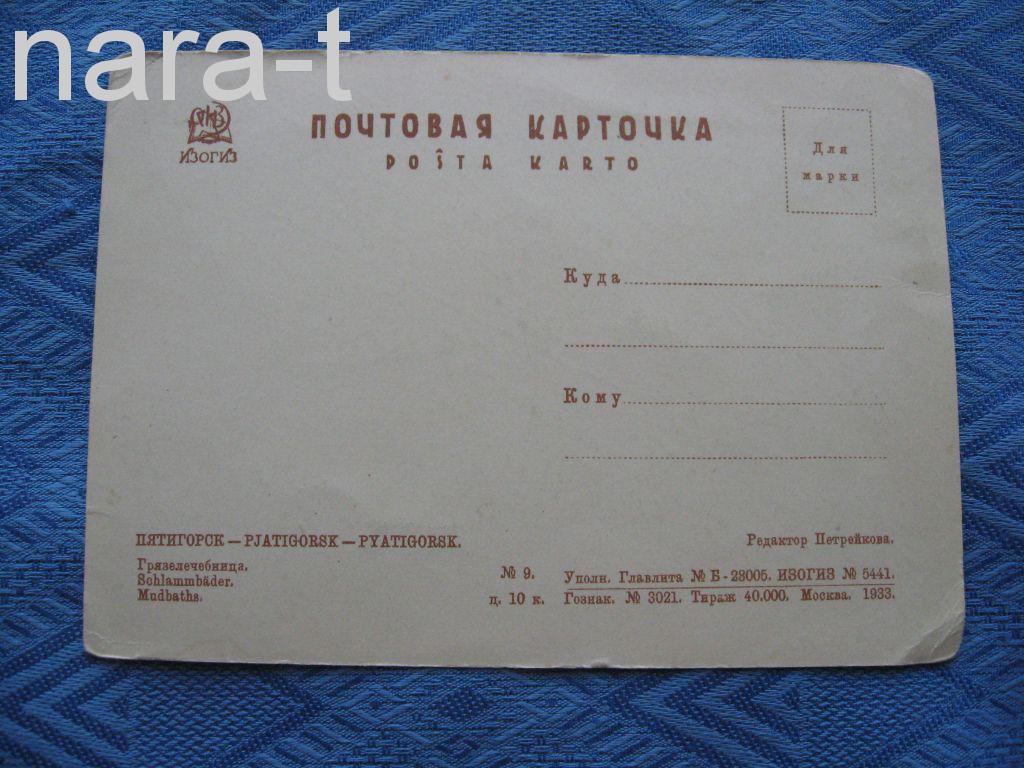 nara-t
ИЗОГИЗ
ПОЧТОВАЯ КАРТОЧКА
POŜTA KARTO
Для
марки
Куда
Кому
ПЯТИГОРСК — PJATIGORSK — PYATIGORSK.
Грязелечебница.
Schlammbäder.
Mudbaths.
№ 9.
ц. 10 к.
Редактор Петрейкова.
Уполн. Главлита № Б - 23005. ИЗОГИЗ № 5441.
Гознак. № 3021. Тираж 40.000. Москва. 1933.